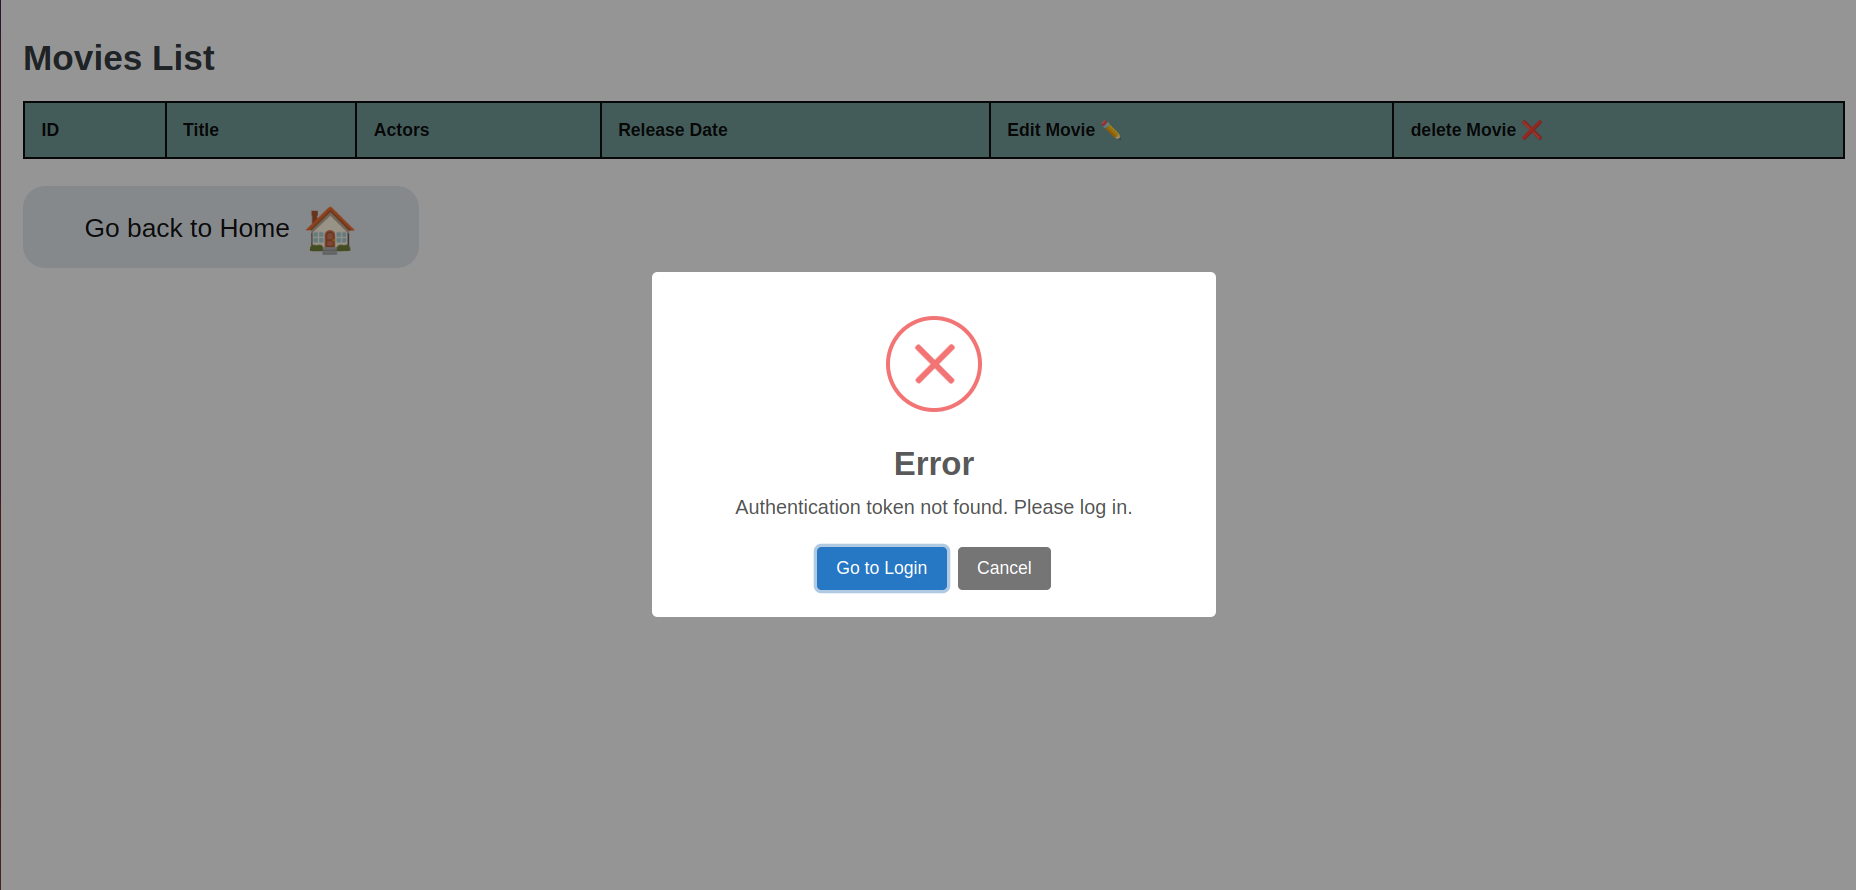 Movies List
ID Title Actors Release Date Edit Movie ✏️ delete Movie ❌
Go back to Home 🏠
Error
Authentication token not found. Please log in.
Go to Login Cancel